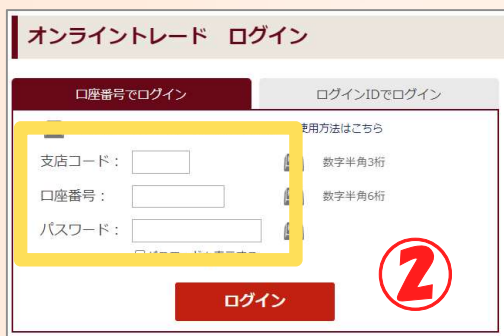 オンライントレード ログイン
口座番号でログイン ログインIDでログイン
使用方法はこちら
支店コード： 数字半角3桁
口座番号： 数字半角6桁
パスワード：
ログイン
2